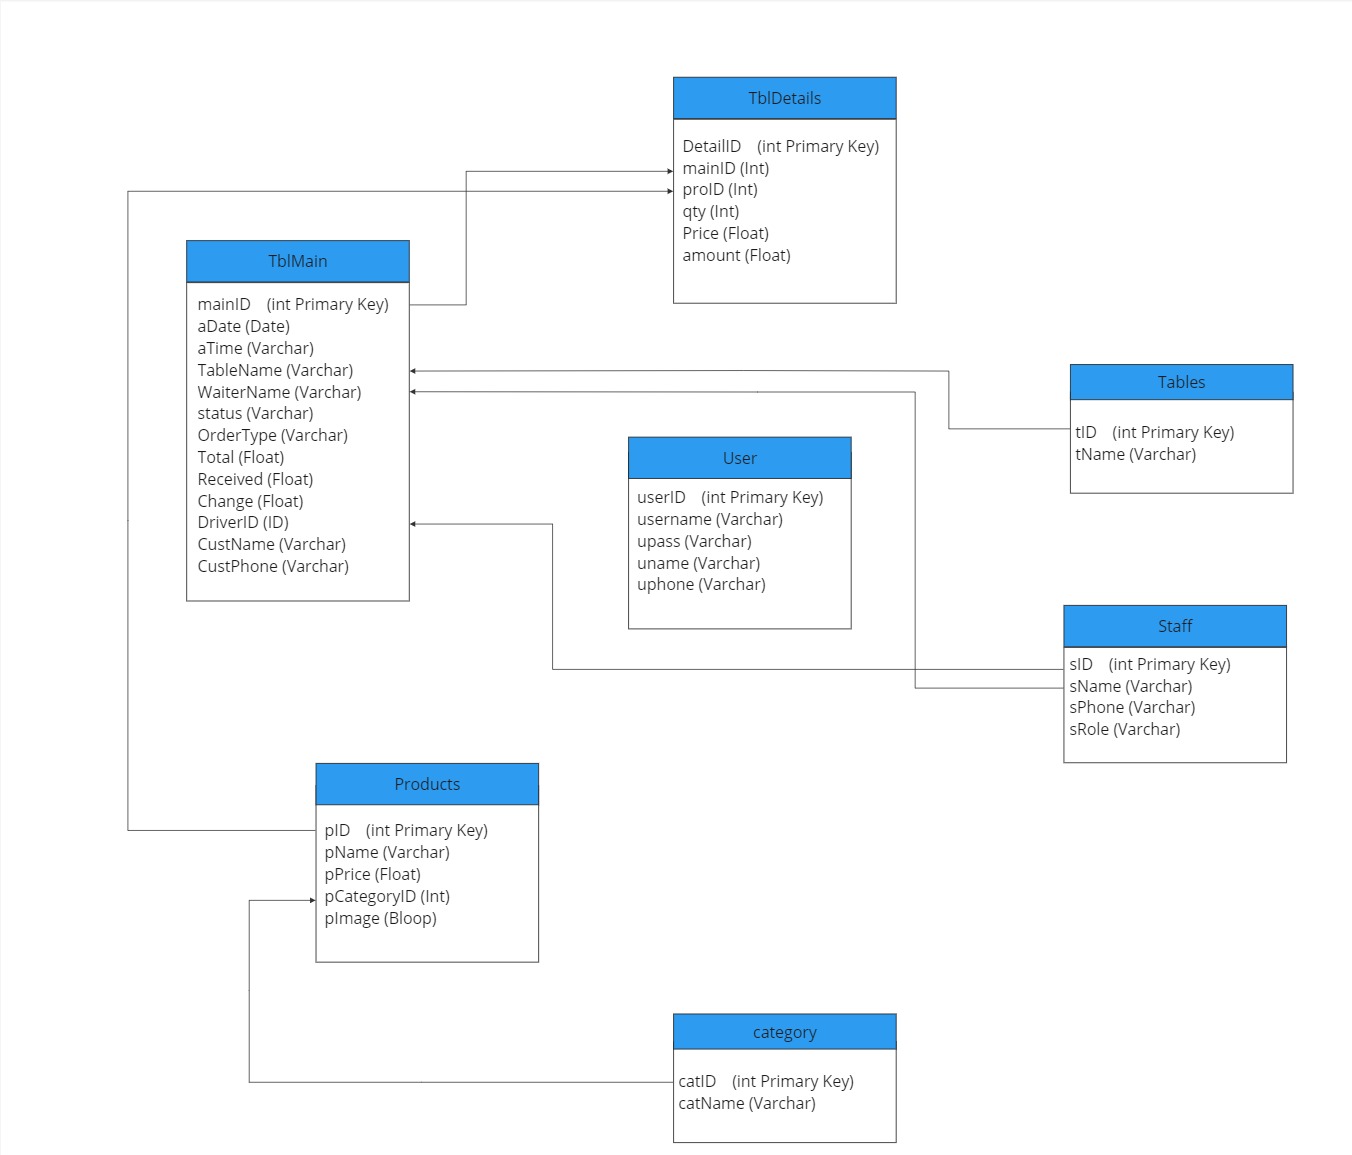 TblDetails
DetailID (int Primary Key)
mainID (Int)
proID (Int)
qty (Int)
Price (Float)
amount (Float)
TblMain
mainID (int Primary Key)
aDate (Date)
aTime (Varchar)
TableName (Varchar)
WaiterName (Varchar)
status (Varchar)
OrderType (Varchar)
Total (Float)
Received (Float)
Change (Float)
DriverID (ID)
CustName (Varchar)
CustPhone (Varchar)
Tables
tID (int Primary Key)
tName (Varchar)
User
userID (int Primary Key)
username (Varchar)
upass (Varchar)
uname (Varchar)
uphone (Varchar)
Staff
sID (int Primary Key)
sName (Varchar)
sPhone (Varchar)
sRole (Varchar)
Products
pID (int Primary Key)
pName (Varchar)
pPrice (Float)
pCategoryID (Int)
pImage (Bloop)
category
catID (int Primary Key)
catName (Varchar)